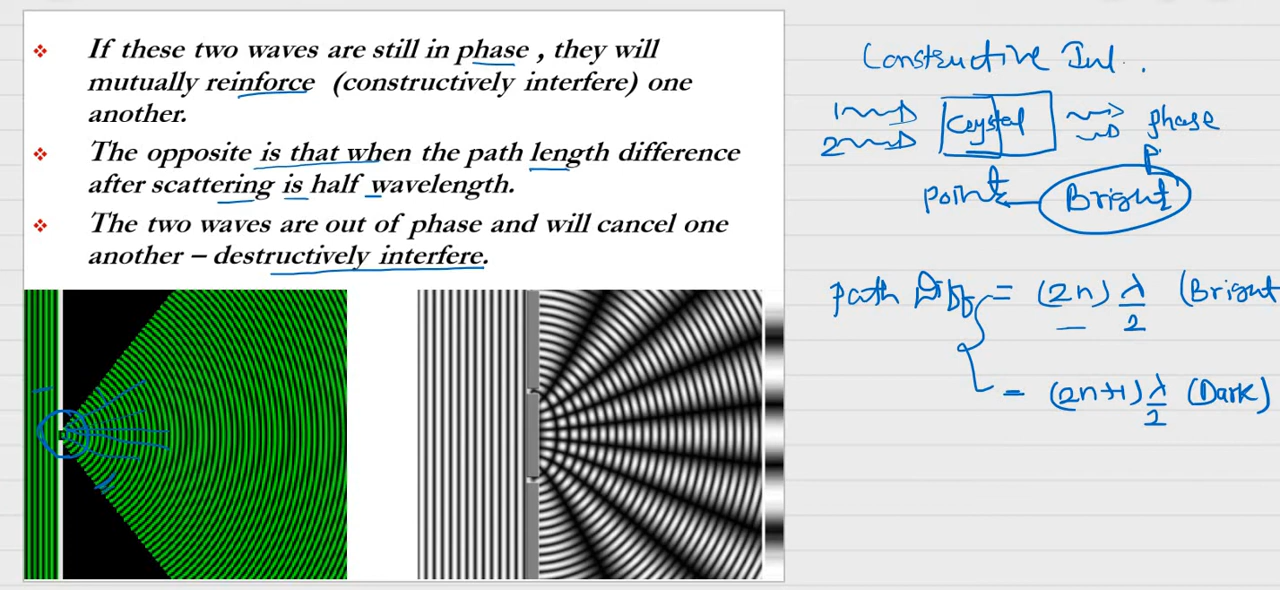 ❖ If these two waves are still in phase , they will
mutually reinforce (constructively interfere) one
another.
❖ The opposite is that when the path length difference
after scattering is half wavelength.
❖ The two waves are out of phase and will cancel one
another – destructively interfere.
Constructive Int.
1
2
Crystal
phase
point
Bright
path Diff = (2n) λ/2 (Bright
= (2n+1) λ/2 (Dark)